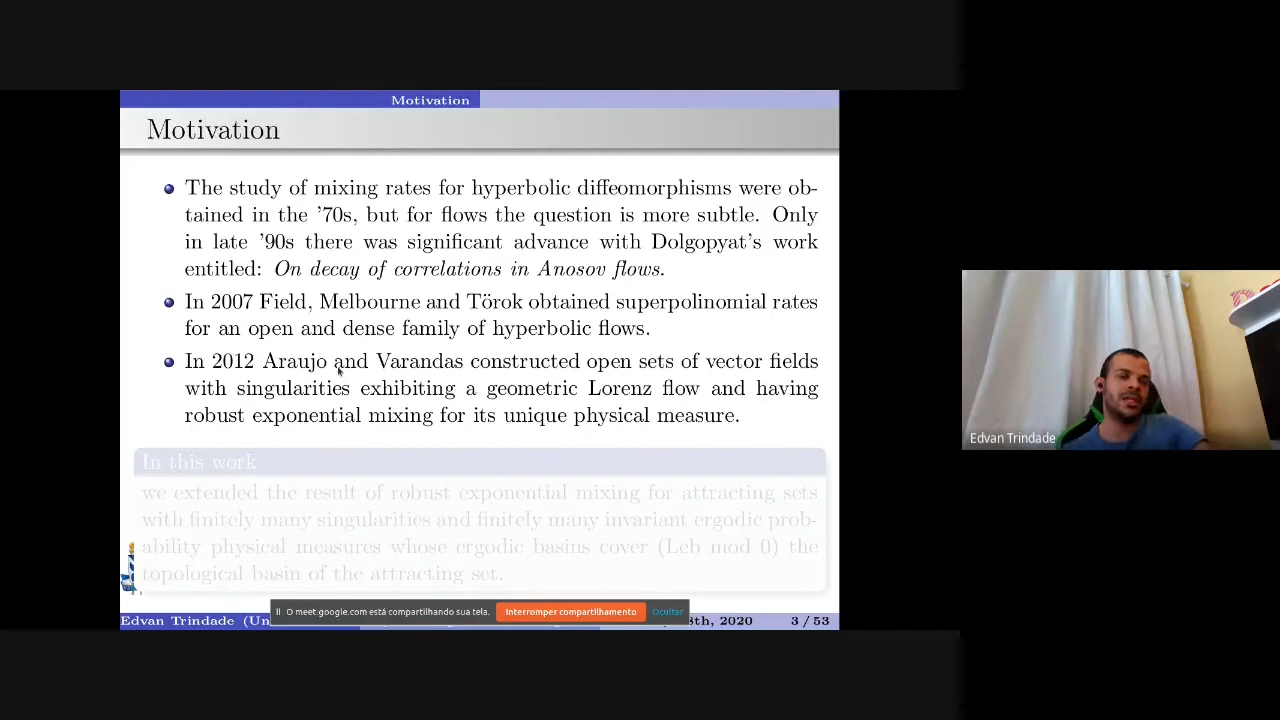 Motivation
Motivation
The study of mixing rates for hyperbolic diffeomorphisms were ob-
tained in the '70s, but for flows the question is more subtle. Only
in late '90s there was significant advance with Dolgopyat's work
entitled: On decay of correlations in Anosov flows.
In 2007 Field, Melbourne and Török obtained superpolinomial rates
for an open and dense family of hyperbolic flows.
In 2012 Araujo and Varandas constructed open sets of vector fields
with singularities exhibiting a geometric Lorenz flow and having
robust exponential mixing for its unique physical measure.
In this work
we extended the result of robust exponential mixing for attracting sets
with finitely many singularities and finitely many invariant ergodic prob-
ability physical measures whose ergodic basins cover (Leb mod 0) the
topological basin of the attracting set.
O meet.google.com está compartilhando sua tela. Interromper compartilhamento Ocultar
Edvan Trindade (Un 8th, 2020 3 / 53
Edvan Trindade